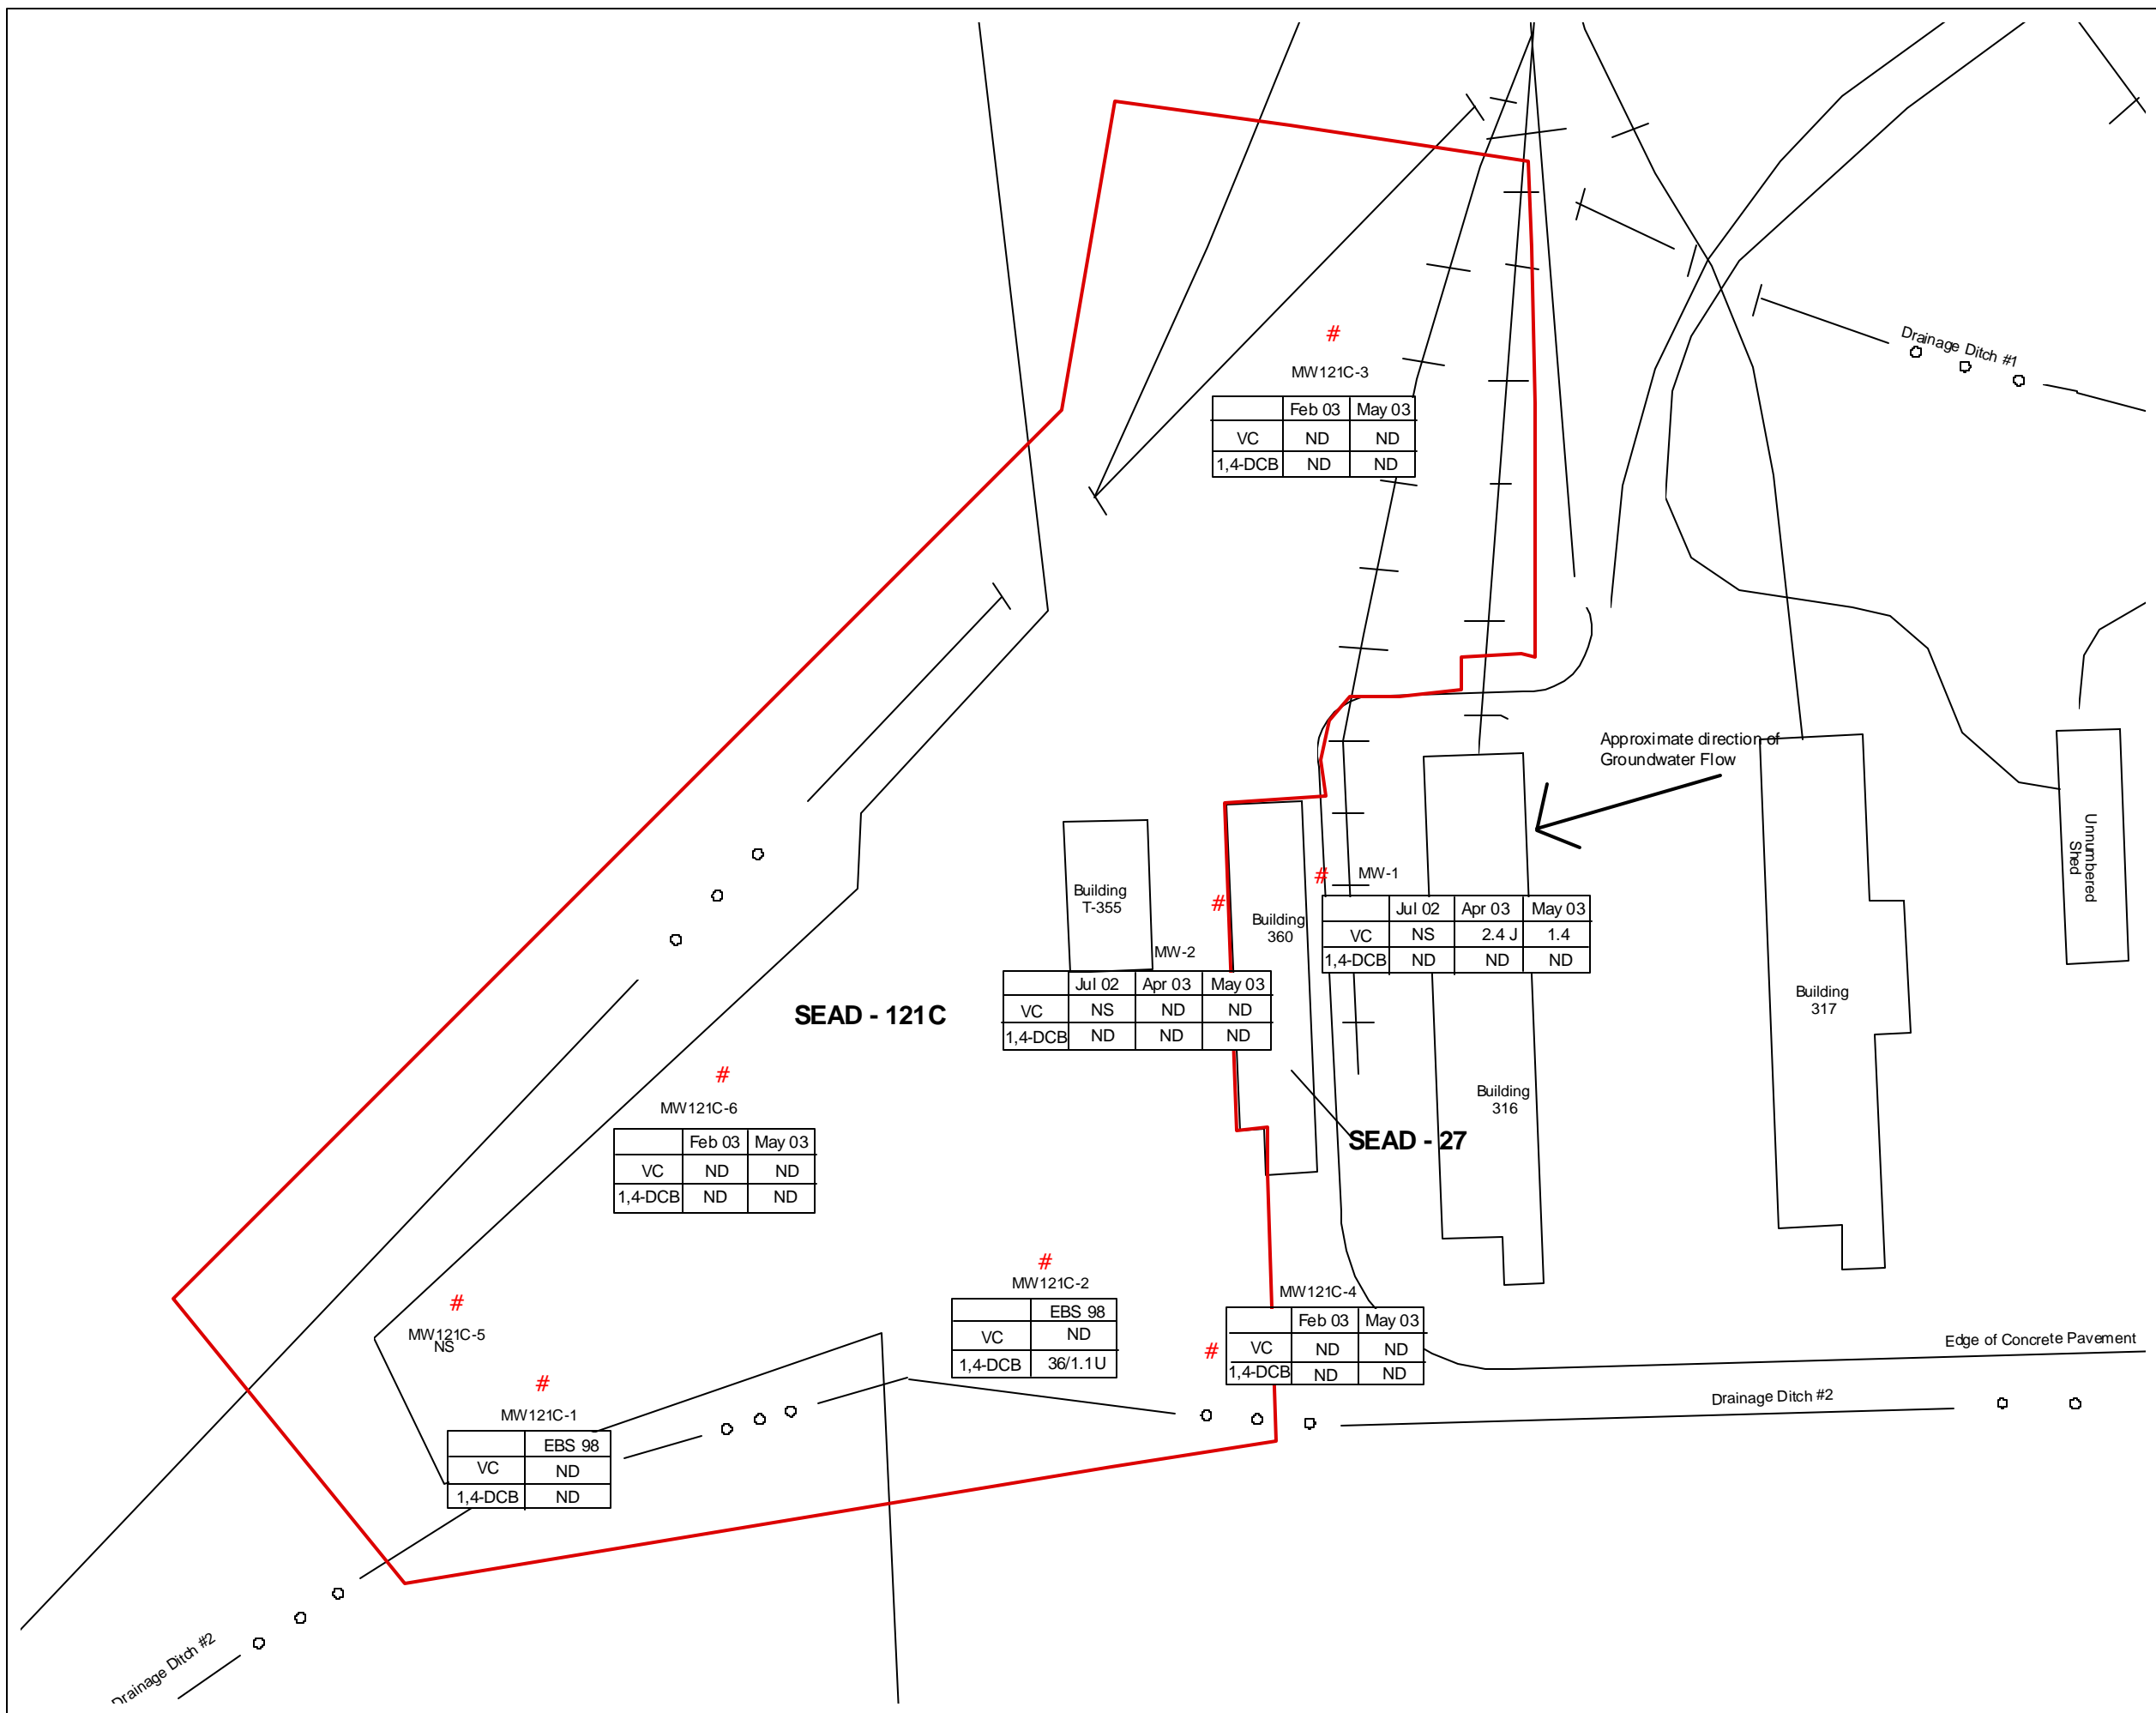 #
MW121C-3
Feb 03 May 03
VC ND ND
1,4-DCB ND ND
Drainage Ditch #1
Approximate direction of
Groundwater Flow
Building
T-355
#
Building
360
#
MW-1
Jul 02 Apr 03 May 03
VC NS 2.4 J 1.4
1,4-DCB ND ND ND
Unnumbered
Shed
MW-2
Jul 02 Apr 03 May 03
VC NS ND ND
1,4-DCB ND ND ND
SEAD - 121C
Building
317
#
MW121C-6
Feb 03 May 03
VC ND ND
1,4-DCB ND ND
Building
316
SEAD - 27
#
MW121C-2
EBS 98
VC ND
1,4-DCB 36/1.1U
MW121C-4
#
Feb 03 May 03
VC ND ND
1,4-DCB ND ND
#
MW121C-5
NS
Edge of Concrete Pavement
#
MW121C-1
EBS 98
VC ND
1,4-DCB ND
Drainage Ditch #2
Drainage Ditch #2